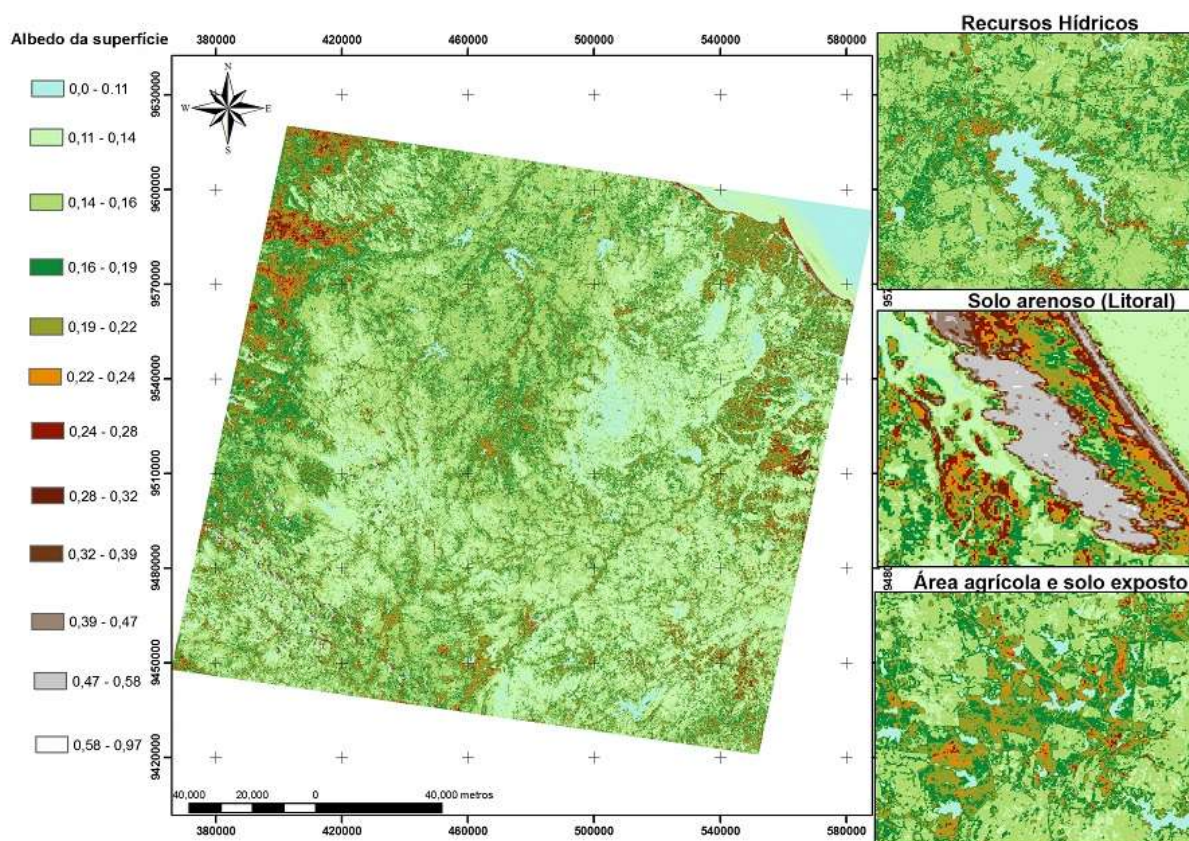 Albedo da superfície
0,0 - 0.11
0,11 - 0,14
0,14 - 0,16
0,16 - 0,19
0,19 - 0,22
0,22 - 0,24
0,24 - 0,28
0,28 - 0,32
0,32 - 0,39
0,39 - 0,47
0,47 - 0,58
0,58 - 0,97
380000 420000 460000 500000 540000 580000
N
W E
S
9630000
9600000
9570000
9540000
9510000
9480000
9450000
9420000
40,000 20,000 0 40,000 metros
380000 420000 460000 500000 540000 580000
Recursos Hídricos
957
Solo arenoso (Litoral)
9480
Área agrícola e solo exposto